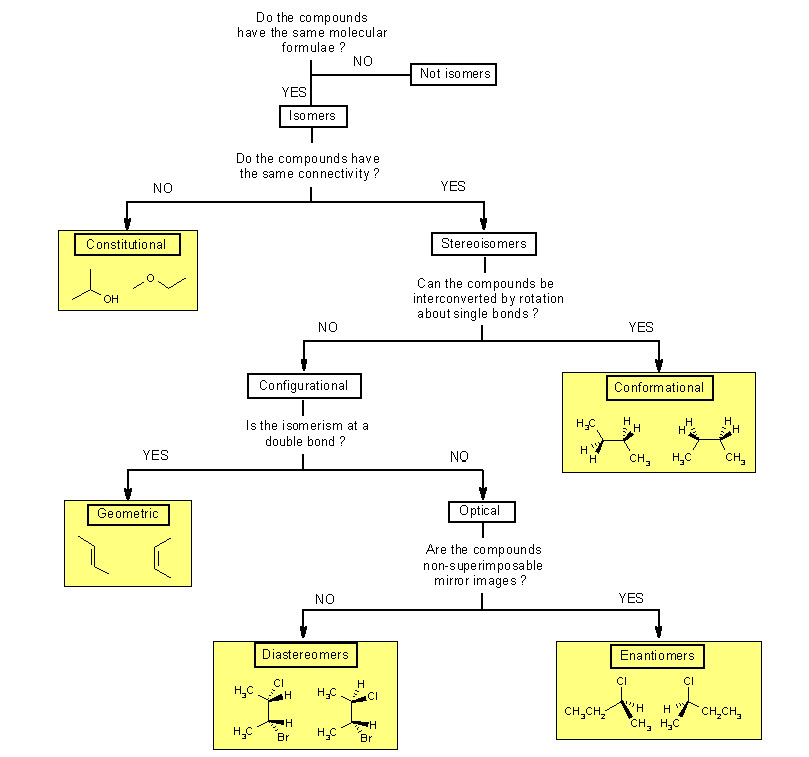 Do the compounds
have the same molecular
formulae ?
NO
Not isomers
YES
Isomers
Do the compounds have
the same connectivity ?
NO
YES
Constitutional
OH
O
Stereoisomers
Can the compounds be
interconverted by rotation
about single bonds ?
NO
YES
Configurational
Conformational
H3C
H
H
H
H
CH3
H
H
H
H
H3C
CH3
Is the isomerism at a
double bond ?
YES
NO
Geometric
Optical
Are the compounds
non-superimposable
mirror images ?
NO
YES
Diastereomers
H3C
Cl
H
H3C
H
Br
H3C
H
Cl
H3C
H
Br
Enantiomers
Cl
CH3CH2
H
CH3
Cl
H
H3C
CH2CH3